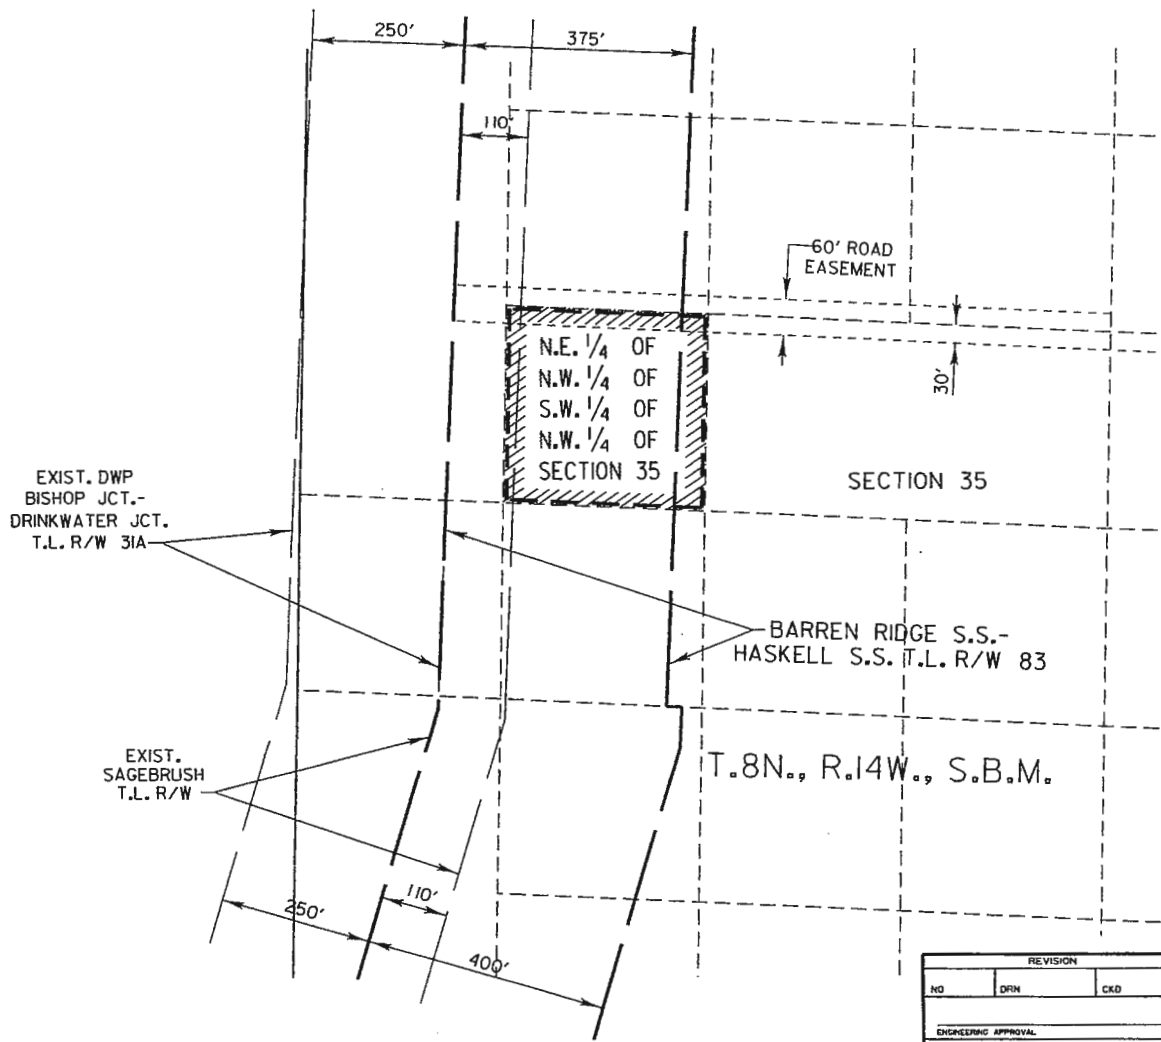 250'
375'
110'
60' ROAD
EASEMENT
30'
N.E. 1/4 OF
N.W. 1/4 OF
S.W. 1/4 OF
N.W. 1/4 OF
SECTION 35
SECTION 35
EXIST. DWP
BISHOP JCT.-
DRINKWATER JCT.
T.L. R/W 31A
BARREN RIDGE S.S.-
HASKELL S.S. T.L. R/W 83
EXIST.
SAGEBRUSH
T.L. R/W
T.8N., R.14W., S.B.M.
110'
250'
400'
REVISION
NO DRN CKD
ENGINEERING APPROVAL